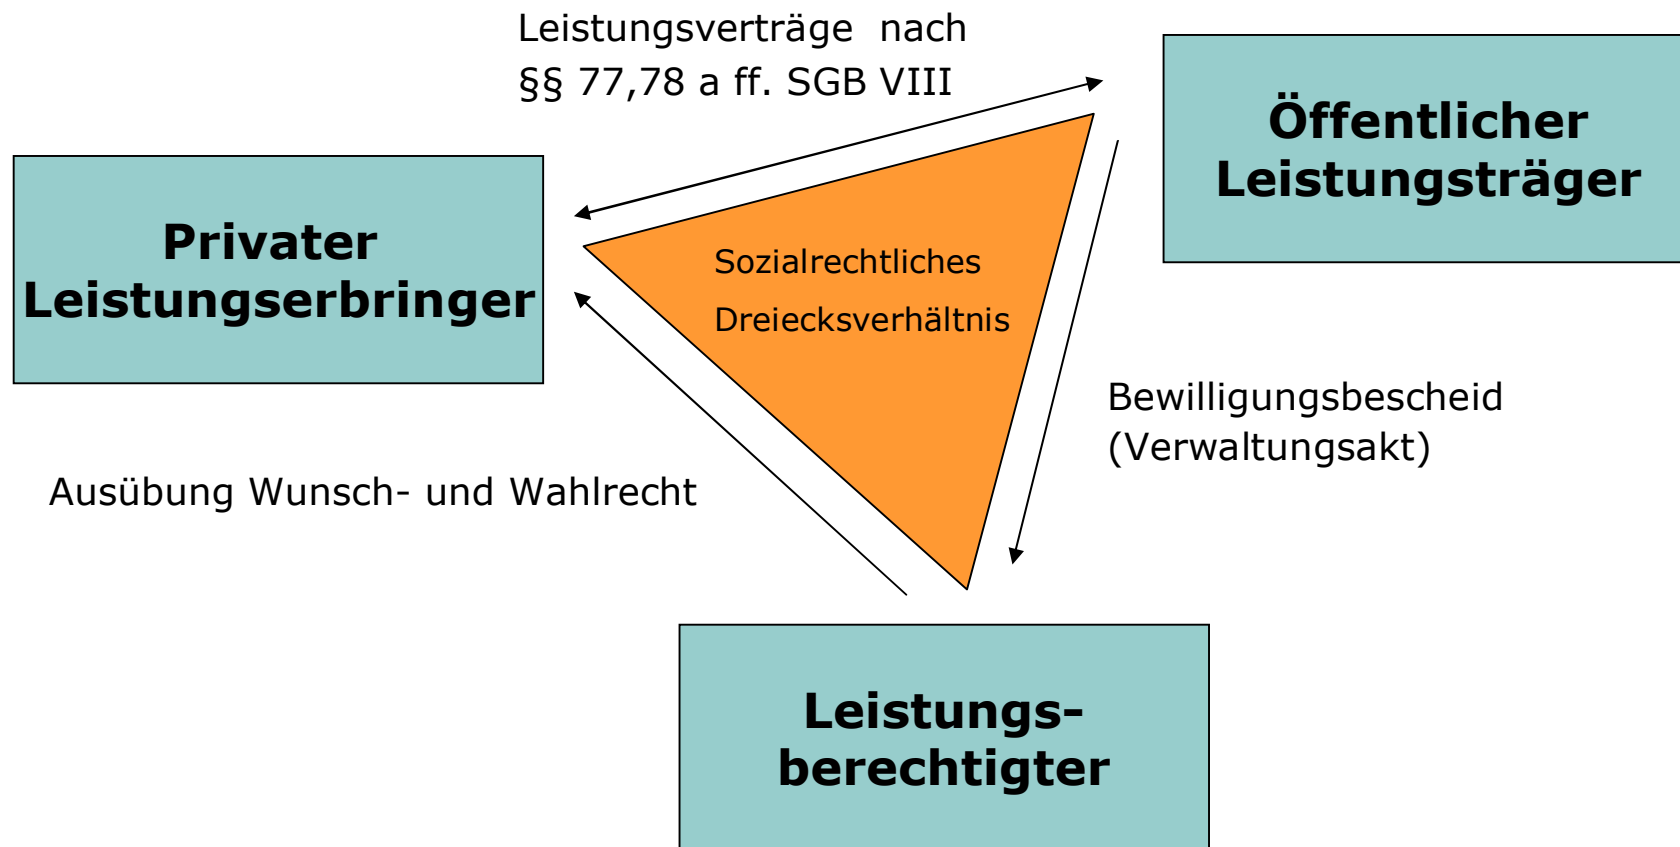 Leistungsverträge nach
§§ 77,78 a ff. SGB VIII
Öffentlicher
Leistungsträger
Privater
Leistungserbringer
Sozialrechtliches
Dreiecksverhältnis
Bewilligungsbescheid
(Verwaltungsakt)
Ausübung Wunsch- und Wahlrecht
Leistungs-
berechtigter